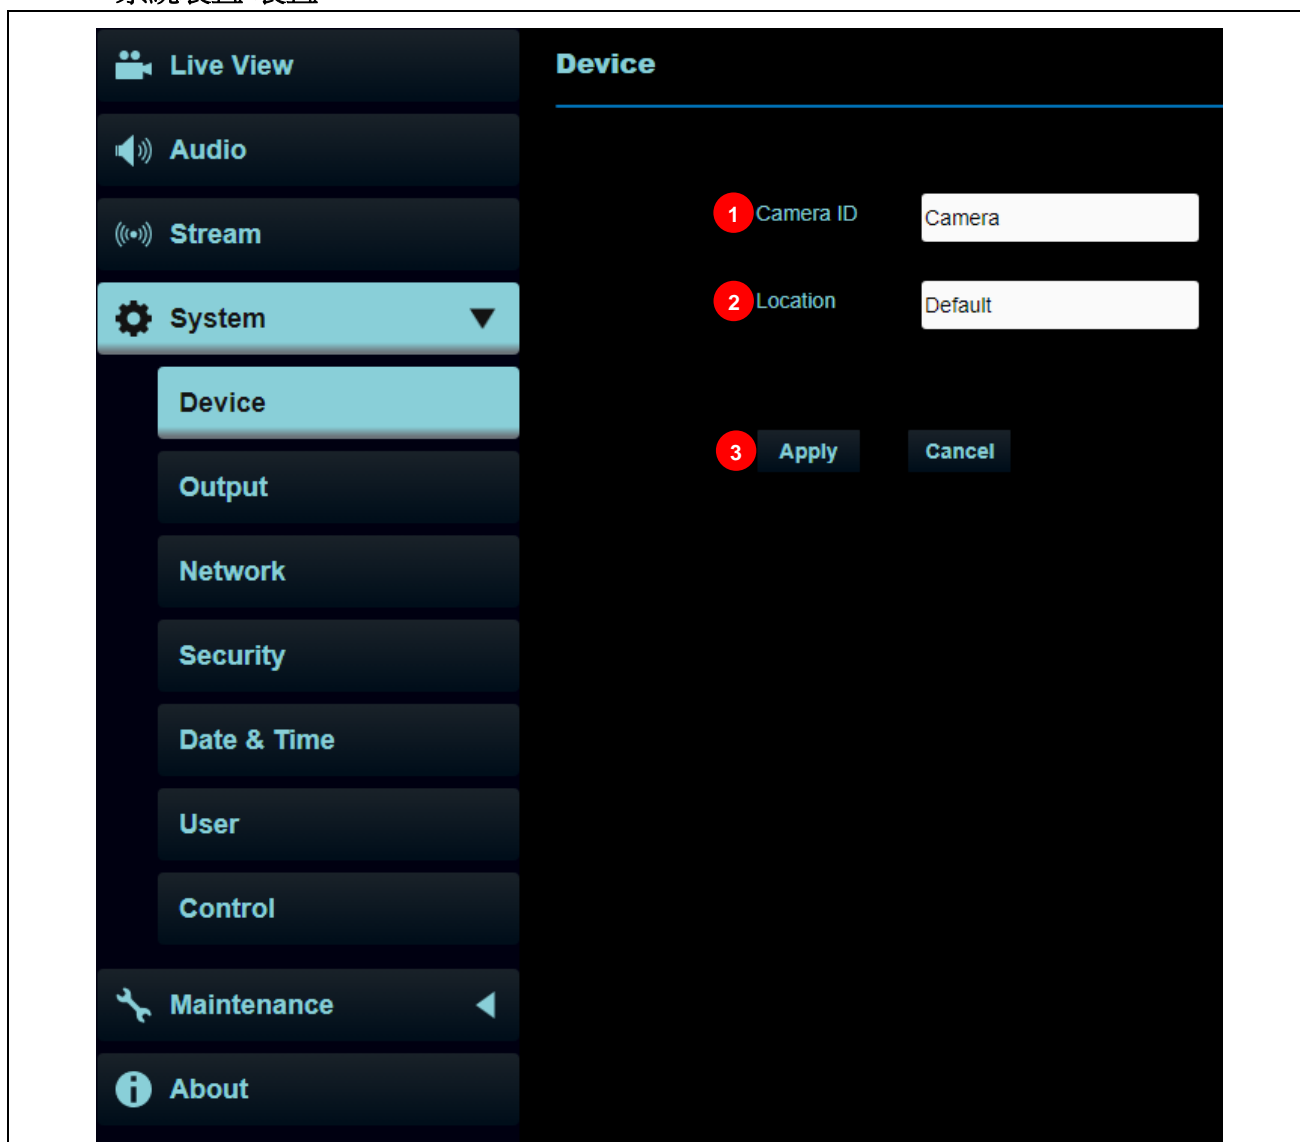 Live View
Device
Audio
1 Camera ID Camera
Stream
2 Location Default
System
Device
3 Apply Cancel
Output
Network
Security
Date & Time
User
Control
Maintenance
About